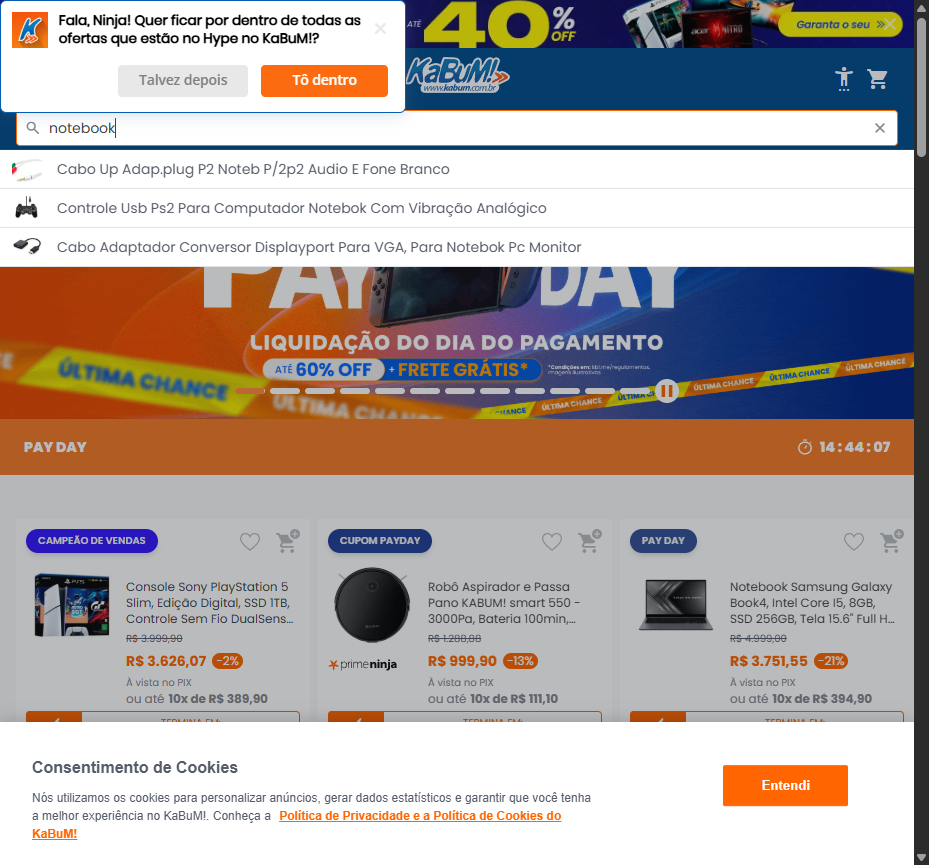 Fala, Ninja! Quer ficar por dentro de todas as
ofertas que estão no Hype no KaBuM!?
Talvez depois
Tô dentro
ATÉ
40%
OFF
Garanta o seu
KaBuM!
www.kabum.com.br
notebook
Cabo Up Adap.plug P2 Noteb P/2p2 Audio E Fone Branco
Controle Usb Ps2 Para Computador Notebok Com Vibração Analógico
Cabo Adaptador Conversor Displayport Para VGA, Para Notebok Pc Monitor
PAY DAY
LIQUIDAÇÃO DO DIA DO PAGAMENTO
ATÉ 60% OFF + FRETE GRÁTIS*
*Condições em: kbt.me/regulamentos.
Imagens ilustrativas
ÚLTIMA CHANCE
ÚLTIMA CHANCE
ÚLTIMA CHANCE
ÚLTIMA CHANCE
ÚLTIMA CHANCE
ÚLTIMA CHANCE
PAY DAY
14:44:07
CAMPEÃO DE VENDAS
Console Sony PlayStation 5
Slim, Edição Digital, SSD 1TB,
Controle Sem Fio DualSens...
R$ 3.999,90
R$ 3.626,07 -2%
À vista no PIX
ou até 10x de R$ 389,90
TERMINA EM:
CUPOM PAYDAY
primeninja
Robô Aspirador e Passa
Pano KABUM! smart 550 -
3000Pa, Bateria 100min,...
R$ 1.288,88
R$ 999,90 -13%
À vista no PIX
ou até 10x de R$ 111,10
TERMINA EM:
PAY DAY
Notebook Samsung Galaxy
Book4, Intel Core I5, 8GB,
SSD 256GB, Tela 15.6" Full H...
R$ 4.999,00
R$ 3.751,55 -21%
À vista no PIX
ou até 10x de R$ 394,90
TERMINA EM:
Consentimento de Cookies
Nós utilizamos os cookies para personalizar anúncios, gerar dados estatísticos e garantir que você tenha
a melhor experiência no KaBuM!. Conheça a Política de Privacidade e a Política de Cookies do
KaBuM!
Entendi